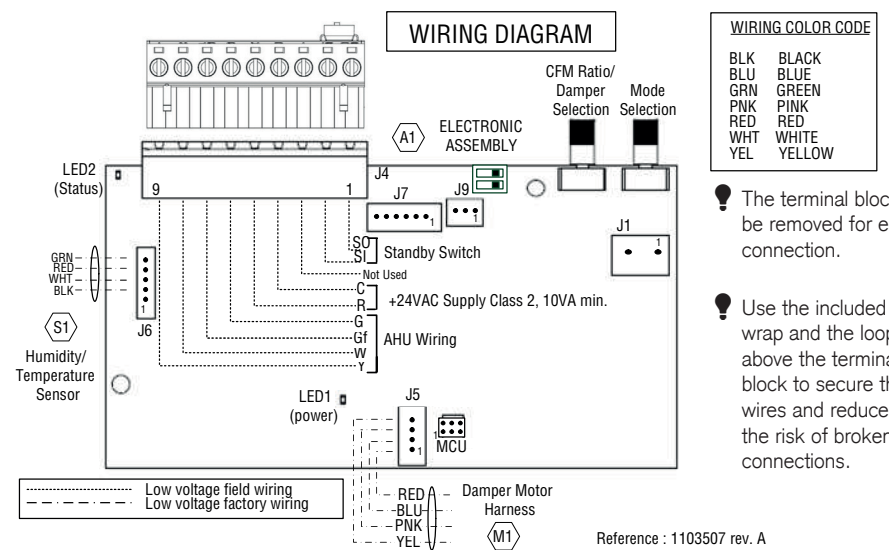 WIRING DIAGRAM
WIRING COLOR CODE
BLK BLACK
BLU BLUE
GRN GREEN
PNK PINK
RED RED
WHT WHITE
YEL YELLOW
CFM Ratio/
Damper
Selection
Mode
Selection
A1
ELECTRONIC
ASSEMBLY
LED2
(Status)
9
1
J4
J7
1
J9
1
J1
1
The terminal block
be removed for e
connection.
SO
SI
Standby Switch
Not Used
C
R
+24VAC Supply Class 2, 10VA min.
G
Gf
W
Y
AHU Wiring
GRN
RED
WHT
BLK
1
J6
S1
Humidity/
Temperature
Sensor
Use the included
wrap and the loop
above the termina
block to secure th
wires and reduce
the risk of broken
connections.
LED1
(power)
J5
1
1
MCU
Low voltage field wiring
Low voltage factory wiring
RED
BLU
PNK
YEL
Damper Motor
Harness
M1
Reference : 1103507 rev. A